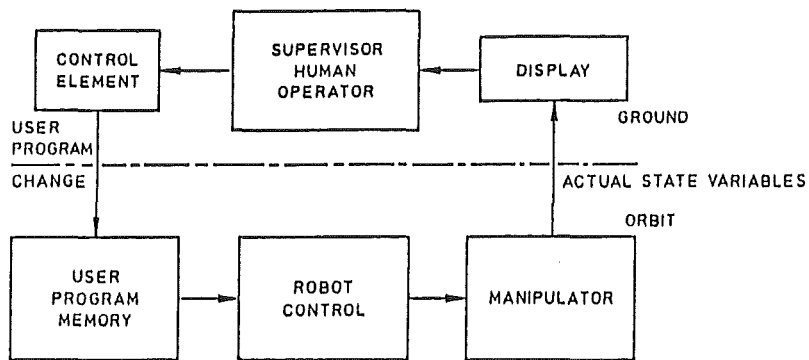 CONTROL
ELEMENT
SUPERVISOR
HUMAN
OPERATOR
DISPLAY
USER
PROGRAM
CHANGE
GROUND
ACTUAL STATE VARIABLES
ORBIT
USER
PROGRAM
MEMORY
ROBOT
CONTROL
MANIPULATOR